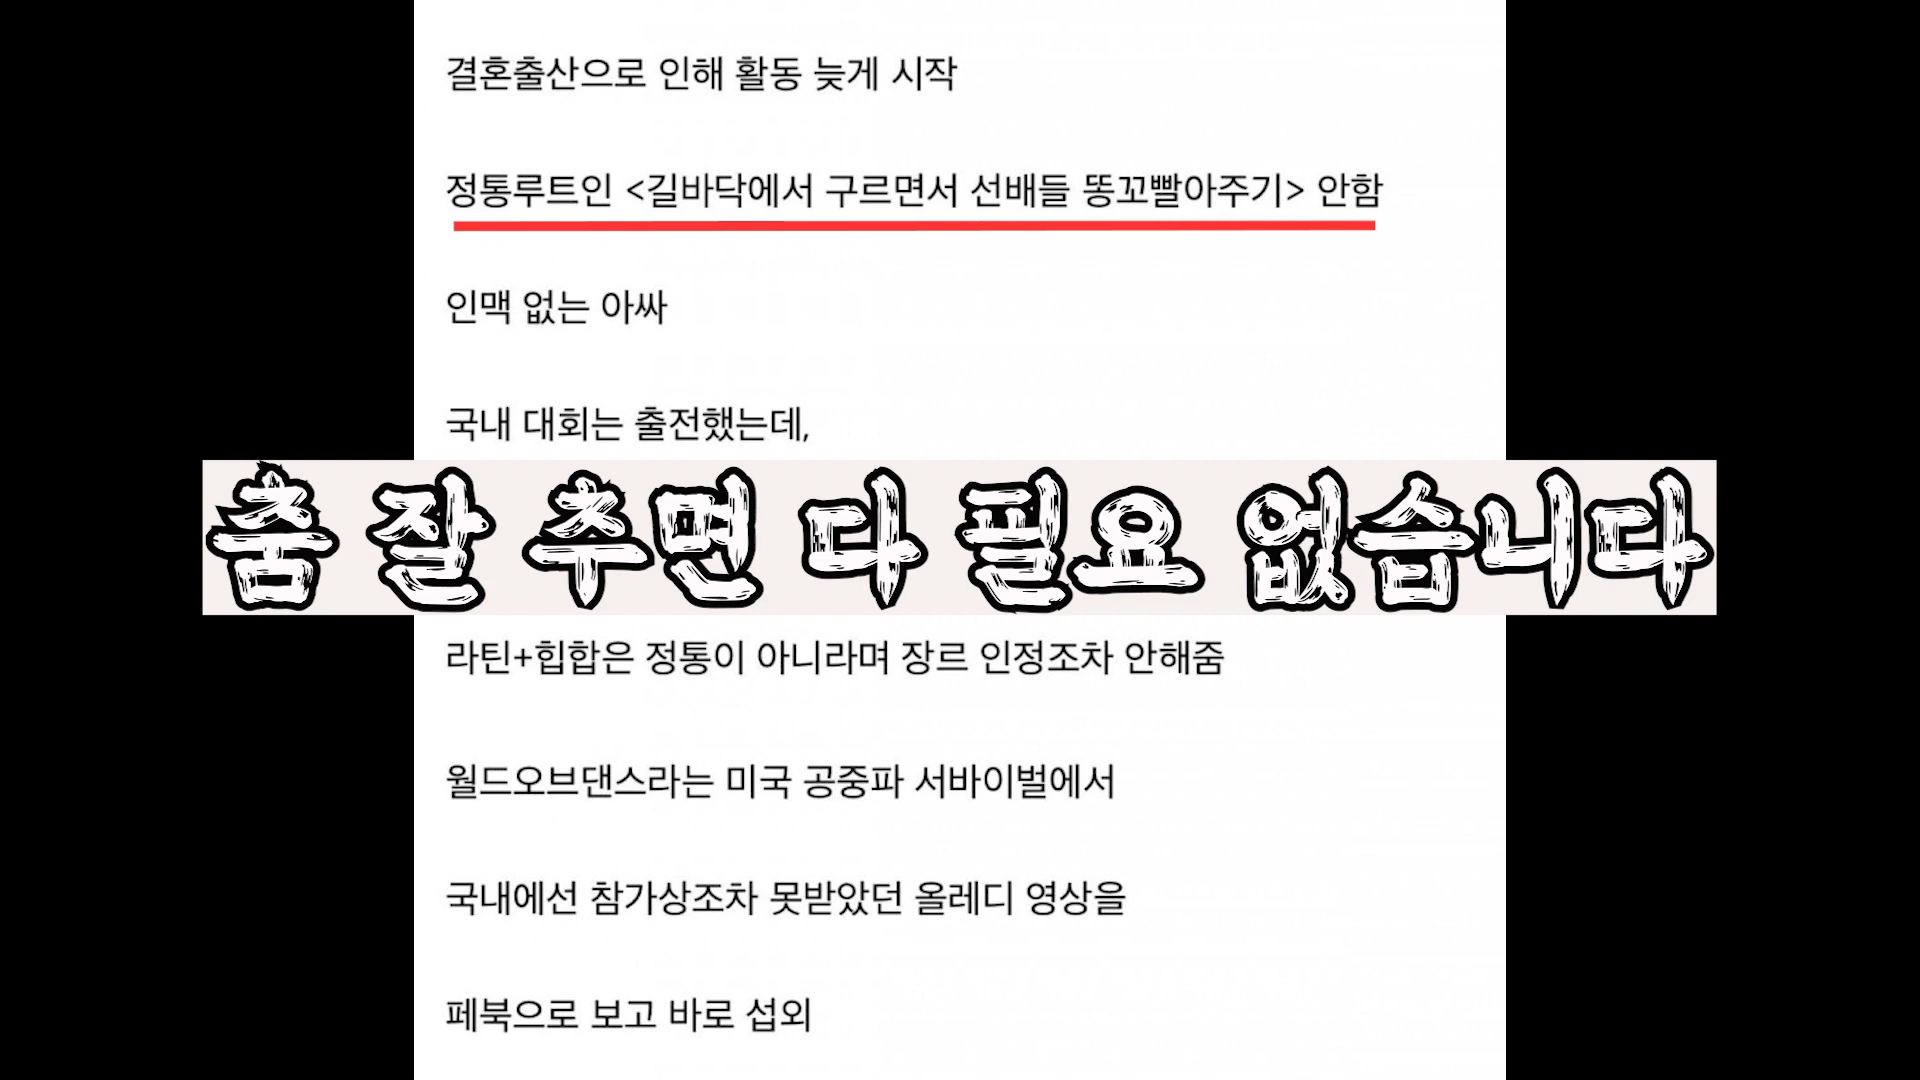 결혼출산으로 인해 활동 늦게 시작
정통루트인 <길바닥에서 구르면서 선배들 똥꼬빨아주기> 안함
인맥 없는 아싸
국내 대회는 출전했는데,
춤 잘 추면 다 필요 없습니다
라틴+힙합은 정통이 아니라며 장르 인정조차 안해줌
월드오브댄스라는 미국 공중파 서바이벌에서
국내에선 참가상조차 못받았던 올레디 영상을
페북으로 보고 바로 섭외